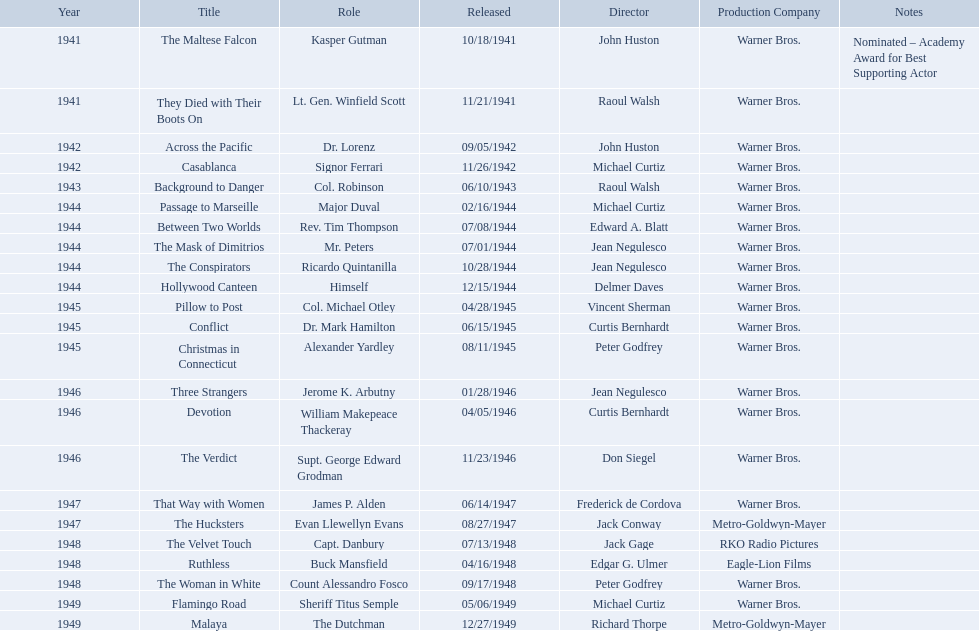 Year Title Role Released Director Production Company Notes
1941 The Maltese Falcon Kasper Gutman 10/18/1941 John Huston Warner Bros. Nominated – Academy Award for Best Supporting Actor
1941 They Died with Their Boots On Lt. Gen. Winfield Scott 11/21/1941 Raoul Walsh Warner Bros.
1942 Across the Pacific Dr. Lorenz 09/05/1942 John Huston Warner Bros.
1942 Casablanca Signor Ferrari 11/26/1942 Michael Curtiz Warner Bros.
1943 Background to Danger Col. Robinson 06/10/1943 Raoul Walsh Warner Bros.
1944 Passage to Marseille Major Duval 02/16/1944 Michael Curtiz Warner Bros.
1944 Between Two Worlds Rev. Tim Thompson 07/08/1944 Edward A. Blatt Warner Bros.
1944 The Mask of Dimitrios Mr. Peters 07/01/1944 Jean Negulesco Warner Bros.
1944 The Conspirators Ricardo Quintanilla 10/28/1944 Jean Negulesco Warner Bros.
1944 Hollywood Canteen Himself 12/15/1944 Delmer Daves Warner Bros.
1945 Pillow to Post Col. Michael Otley 04/28/1945 Vincent Sherman Warner Bros.
1945 Conflict Dr. Mark Hamilton 06/15/1945 Curtis Bernhardt Warner Bros.
1945 Christmas in Connecticut Alexander Yardley 08/11/1945 Peter Godfrey Warner Bros.
1946 Three Strangers Jerome K. Arbutny 01/28/1946 Jean Negulesco Warner Bros.
1946 Devotion William Makepeace Thackeray 04/05/1946 Curtis Bernhardt Warner Bros.
1946 The Verdict Supt. George Edward Grodman 11/23/1946 Don Siegel Warner Bros.
1947 That Way with Women James P. Alden 06/14/1947 Frederick de Cordova Warner Bros.
1947 The Hucksters Evan Llewellyn Evans 08/27/1947 Jack Conway Metro-Goldwyn-Mayer
1948 The Velvet Touch Capt. Danbury 07/13/1948 Jack Gage RKO Radio Pictures
1948 Ruthless Buck Mansfield 04/16/1948 Edgar G. Ulmer Eagle-Lion Films
1948 The Woman in White Count Alessandro Fosco 09/17/1948 Peter Godfrey Warner Bros.
1949 Flamingo Road Sheriff Titus Semple 05/06/1949 Michael Curtiz Warner Bros.
1949 Malaya The Dutchman 12/27/1949 Richard Thorpe Metro-Goldwyn-Mayer